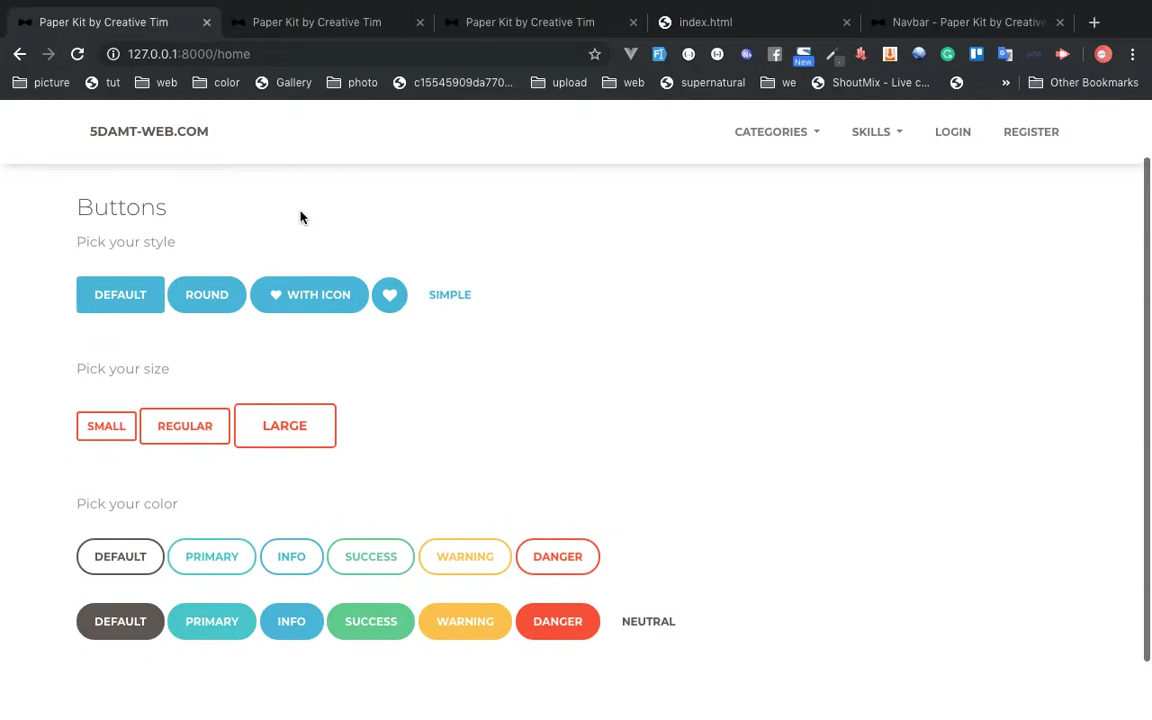 Paper Kit by Creative Tim
Paper Kit by Creative Tim
Paper Kit by Creative Tim
index.html
Navbar - Paper Kit by Creative
127.0.0.1:8000/home
New
picture
tut
web
color
Gallery
photo
c15545909da770...
upload
web
supernatural
we
ShoutMix - Live c...
Other Bookmarks
5DAMT-WEB.COM
CATEGORIES
SKILLS
LOGIN
REGISTER
Buttons
Pick your style
DEFAULT
ROUND
WITH ICON
SIMPLE
Pick your size
SMALL
REGULAR
LARGE
Pick your color
DEFAULT
PRIMARY
INFO
SUCCESS
WARNING
DANGER
DEFAULT
PRIMARY
INFO
SUCCESS
WARNING
DANGER
NEUTRAL